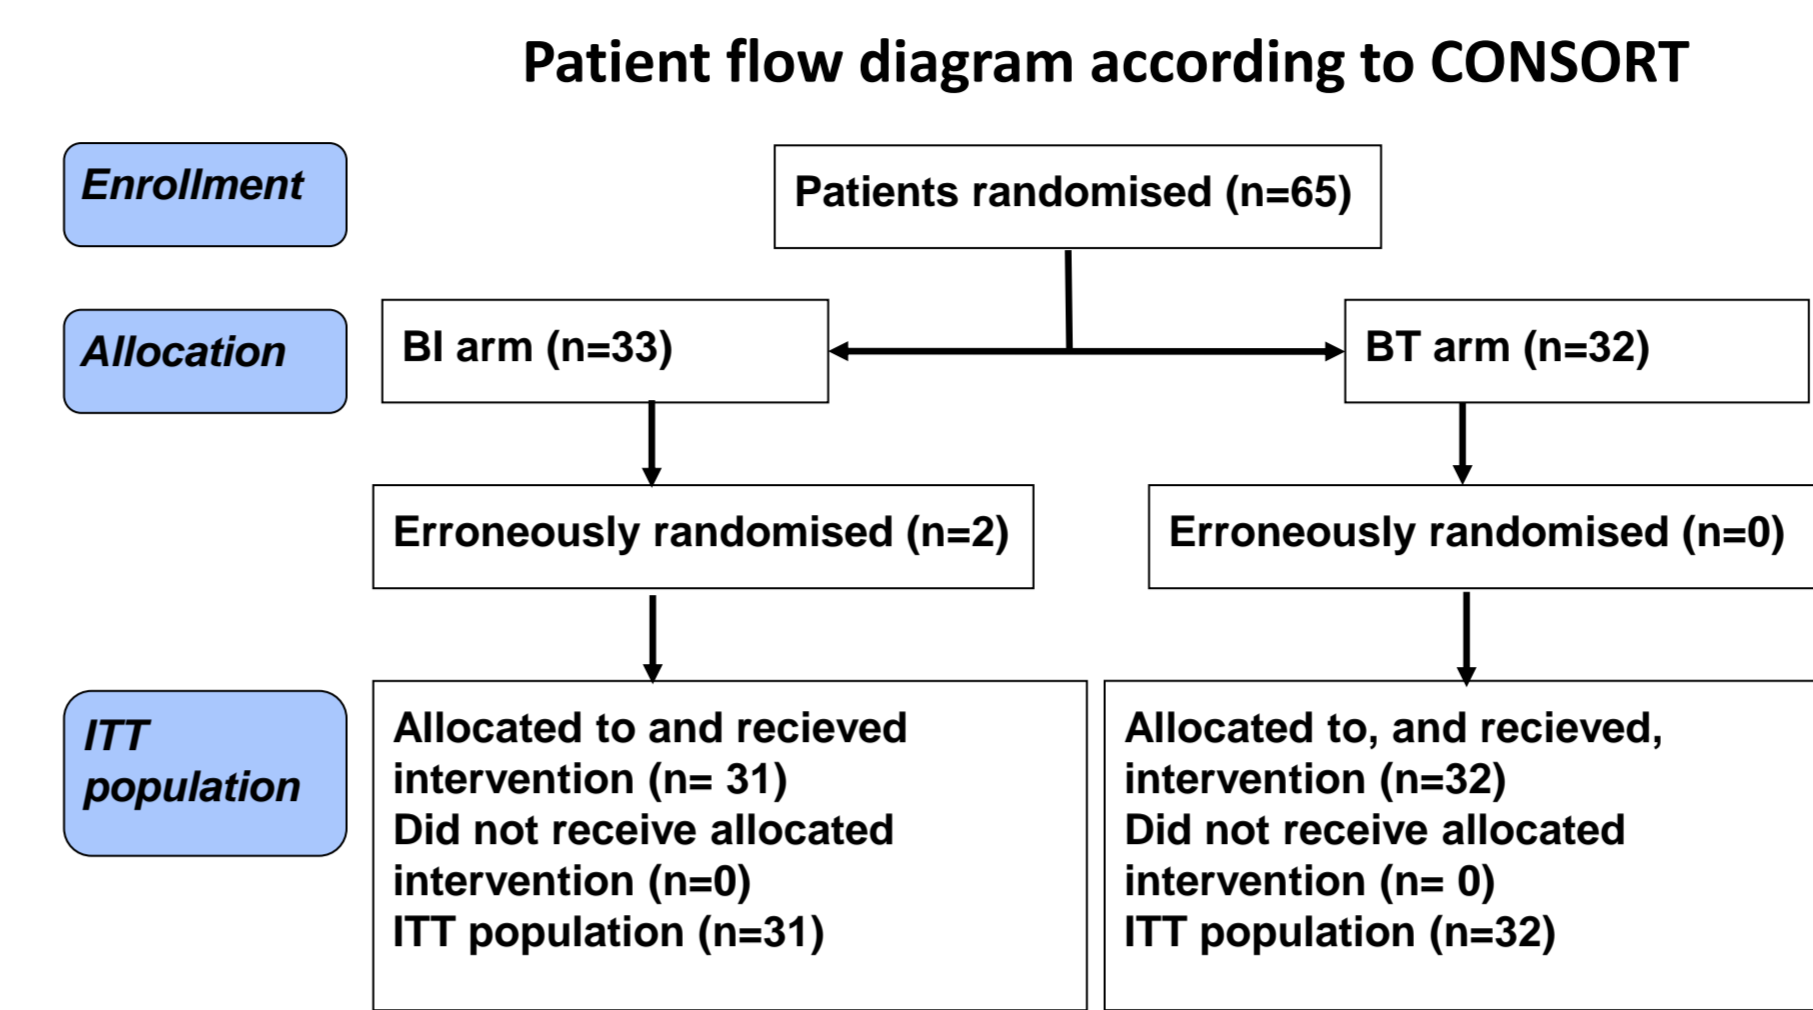 Patient flow diagram according to CONSORT
Enrollment
Patients randomised (n=65)
Allocation
BI arm (n=33)
BT arm (n=32)
Erroneously randomised (n=2)
Erroneously randomised (n=0)
ITT
population
Allocated to and recieved
intervention (n= 31)
Did not receive allocated
intervention (n=0)
ITT population (n=31)
Allocated to, and recieved,
intervention (n=32)
Did not receive allocated
intervention (n= 0)
ITT population (n=32)